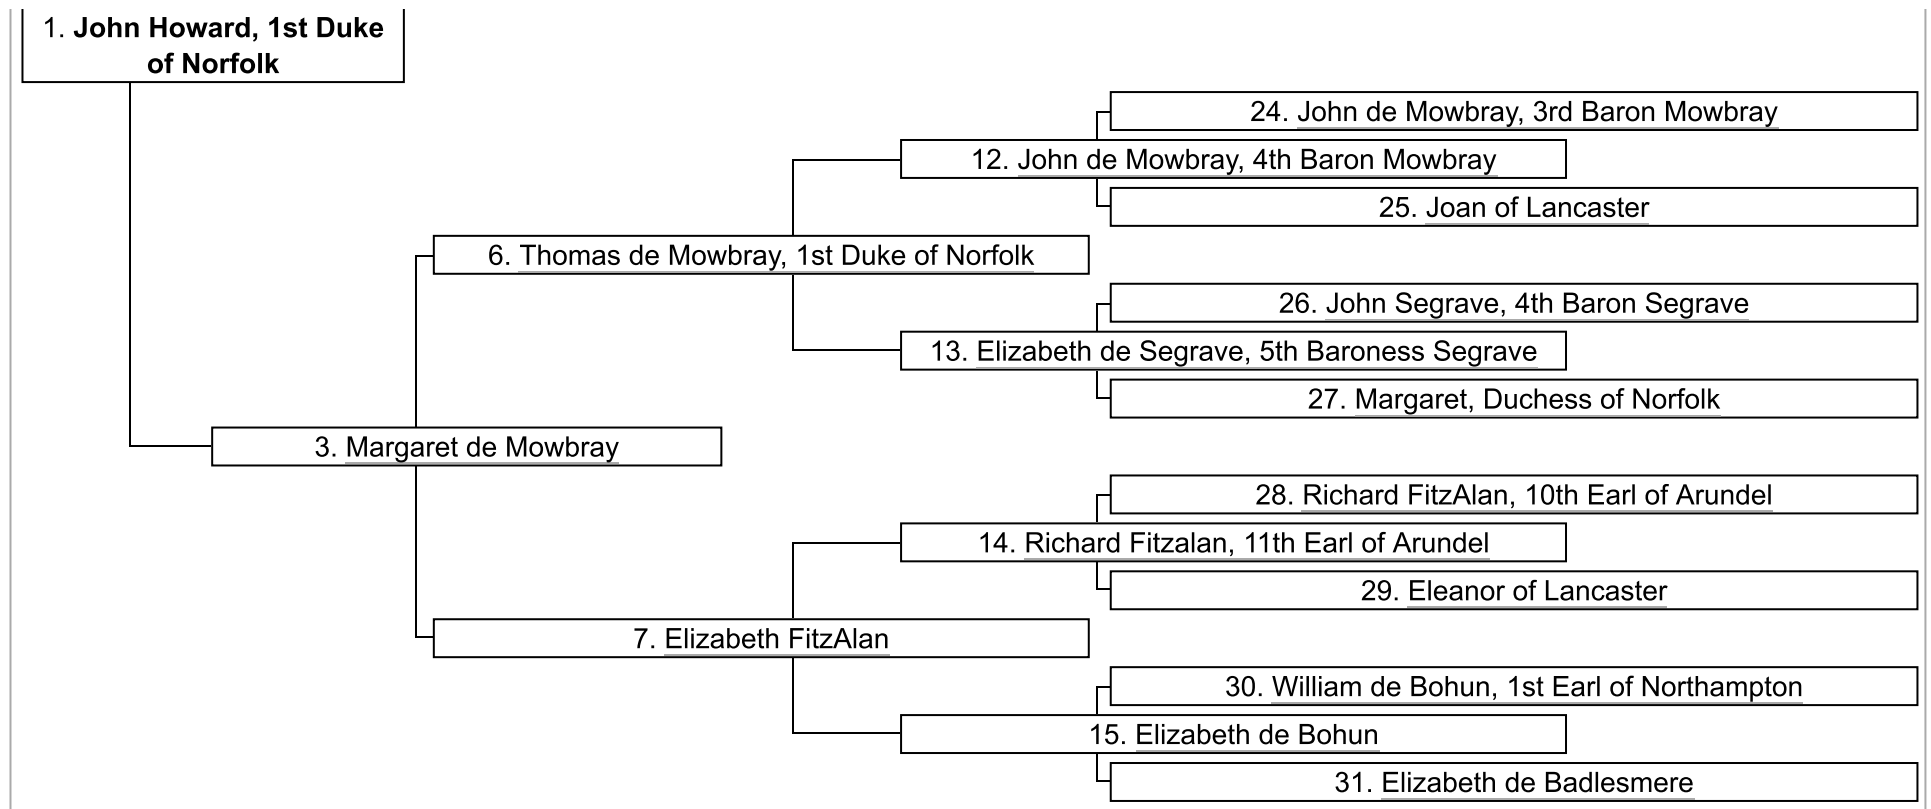 1. John Howard, 1st Duke
of Norfolk
24. John de Mowbray, 3rd Baron Mowbray
12. John de Mowbray, 4th Baron Mowbray
25. Joan of Lancaster
6. Thomas de Mowbray, 1st Duke of Norfolk
26. John Segrave, 4th Baron Segrave
13. Elizabeth de Segrave, 5th Baroness Segrave
27. Margaret, Duchess of Norfolk
3. Margaret de Mowbray
28. Richard FitzAlan, 10th Earl of Arundel
14. Richard Fitzalan, 11th Earl of Arundel
29. Eleanor of Lancaster
7. Elizabeth FitzAlan
30. William de Bohun, 1st Earl of Northampton
15. Elizabeth de Bohun
31. Elizabeth de Badlesmere